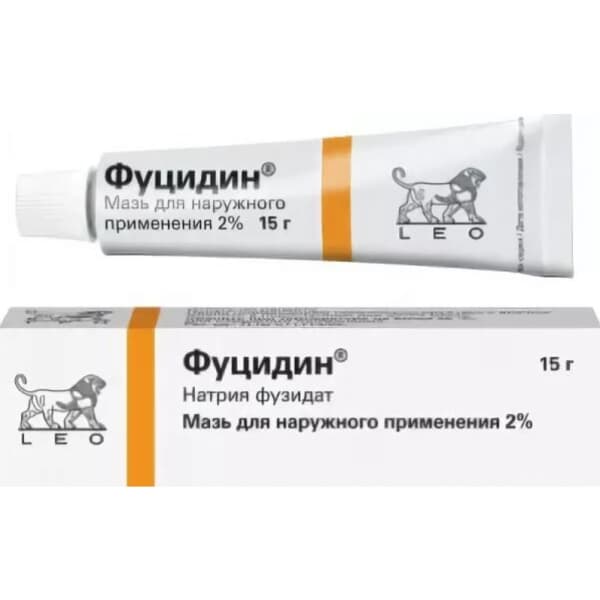 Фуцидин®
Мазь для наружного
применения 2% 15 г
LEO
Фуцидин®
15 г
Натрия фузидат
Мазь для наружного применения 2%
LEO